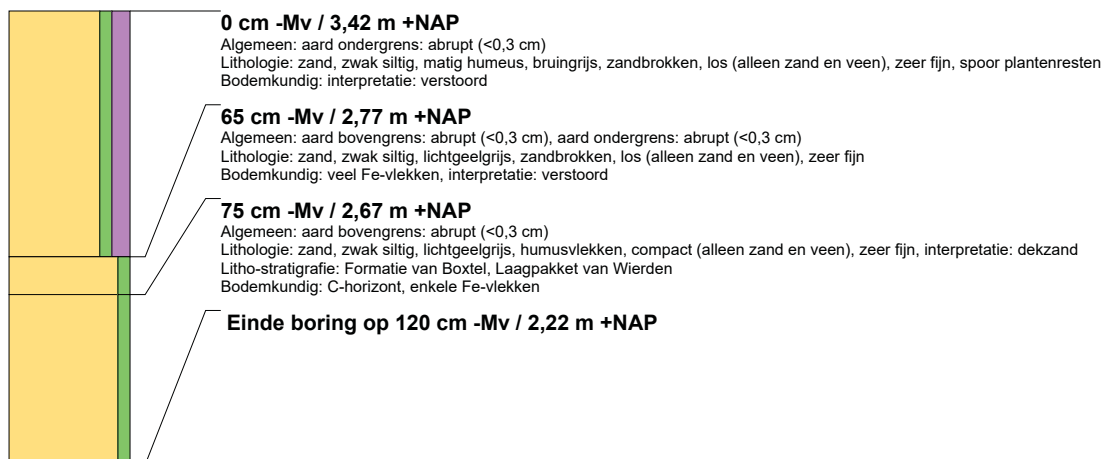 0 cm -Mv / 3,42 m +NAP
Algemeen: aard ondergrens: abrupt (<0,3 cm)
Lithologie: zand, zwak siltig, matig humeus, bruingrijs, zandbrokken, los (alleen zand en veen), zeer fijn, spoor plantenresten
Bodemkundig: interpretatie: verstoord
65 cm -Mv / 2,77 m +NAP
Algemeen: aard bovengrens: abrupt (<0,3 cm), aard ondergrens: abrupt (<0,3 cm)
Lithologie: zand, zwak siltig, lichtgeelgrijs, zandbrokken, los (alleen zand en veen), zeer fijn
Bodemkundig: veel Fe-vlekken, interpretatie: verstoord
75 cm -Mv / 2,67 m +NAP
Algemeen: aard bovengrens: abrupt (<0,3 cm)
Lithologie: zand, zwak siltig, lichtgeelgrijs, humusvlekken, compact (alleen zand en veen), zeer fijn, interpretatie: dekzand
Litho-stratigrafie: Formatie van Boxtel, Laagpakket van Wierden
Bodemkundig: C-horizont, enkele Fe-vlekken
Einde boring op 120 cm -Mv / 2,22 m +NAP